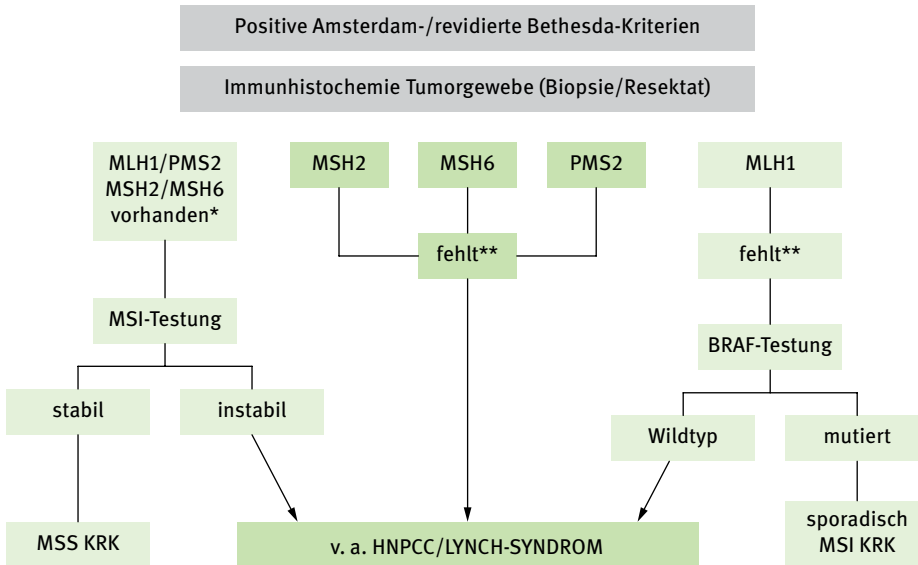 Positive Amsterdam-/revidierte Bethesda-Kriterien
Immunhistochemie Tumorgewebe (Biopsie/Resektat)
MLH1/PMS2
MSH2/MSH6
vorhanden*
MSH2
MSH6
PMS2
MLH1
fehlt**
fehlt**
MSI-Testung
BRAF-Testung
stabil
instabil
Wildtyp
mutiert
MSS KRK
v. a. HNPCC/LYNCH-SYNDROM
sporadisch
MSI KRK